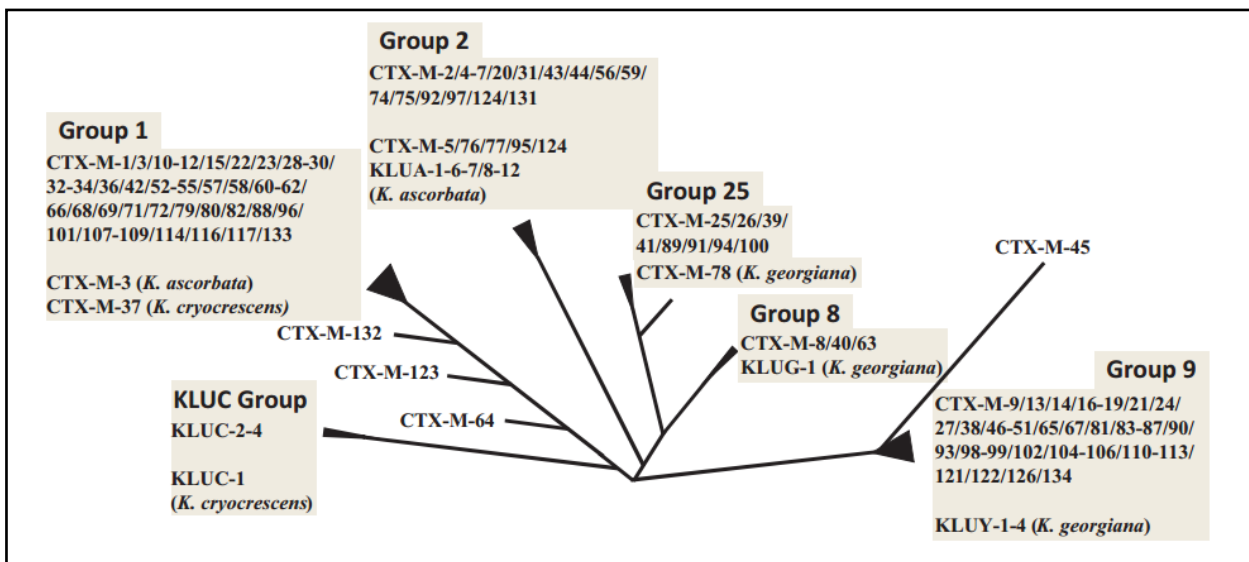 Group 2
CTX-M-2/4-7/20/31/43/44/56/59/
74/75/92/97/124/131
CTX-M-5/76/77/95/124
KLUA-1-6-7/8-12
(K. ascorbata)
Group 1
CTX-M-1/3/10-12/15/22/23/28-30/
32-34/36/42/52-55/57/58/60-62/
66/68/69/71/72/79/80/82/88/96/
101/107-109/114/116/117/133
CTX-M-3 (K. ascorbata)
CTX-M-37 (K. cryocrescens)
Group 25
CTX-M-25/26/39/
41/89/91/94/100
CTX-M-78 (K. georgiana)
CTX-M-45
Group 8
CTX-M-8/40/63
KLUG-1 (K. georgiana)
CTX-M-132
CTX-M-123
CTX-M-64
KLUC Group
KLUC-2-4
KLUC-1
(K. cryocrescens)
Group 9
CTX-M-9/13/14/16-19/21/24/
27/38/46-51/65/67/81/83-87/90/
93/98-99/102/104-106/110-113/
121/122/126/134
KLUY-1-4 (K. georgiana)